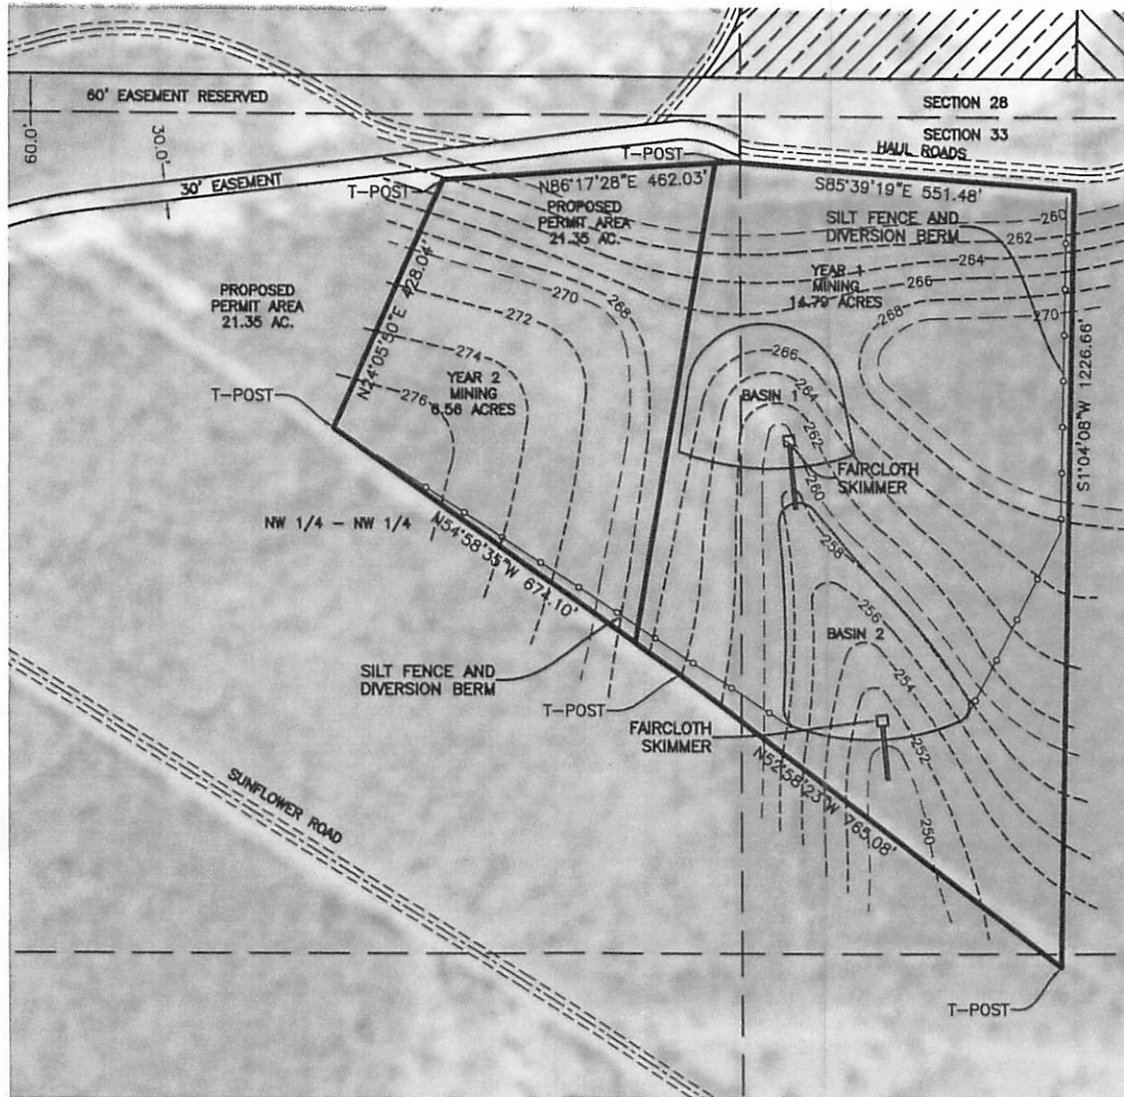 60' EASEMENT RESERVED
SECTION 28
SECTION 33
HAUL ROADS
60.0'
30.0'
30' EASEMENT
T-POST
T-POST
N86°17'28"E 462.03'
S85°39'19"E 551.48'
PROPOSED
PERMIT AREA
21.35 AC.
SILT FENCE AND
DIVERSION BERM
260
262
264
266
268
270
YEAR 1
MINING
14.79 ACRES
PROPOSED
PERMIT AREA
21.35 AC.
N24°05'50"E 428.04'
270
268
272
274
276
YEAR 2
MINING
6.56 ACRES
T-POST
S1°04'08"W 1226.66'
266
264
262
260
258
256
254
252
250
BASIN 1
FAIRCLOTH
SKIMMER
NW 1/4 - NW 1/4
N54°58'35"W 674.10'
BASIN 2
SILT FENCE AND
DIVERSION BERM
T-POST
FAIRCLOTH
SKIMMER
N52°58'23"W 765.08'
SUNFLOWER ROAD
T-POST